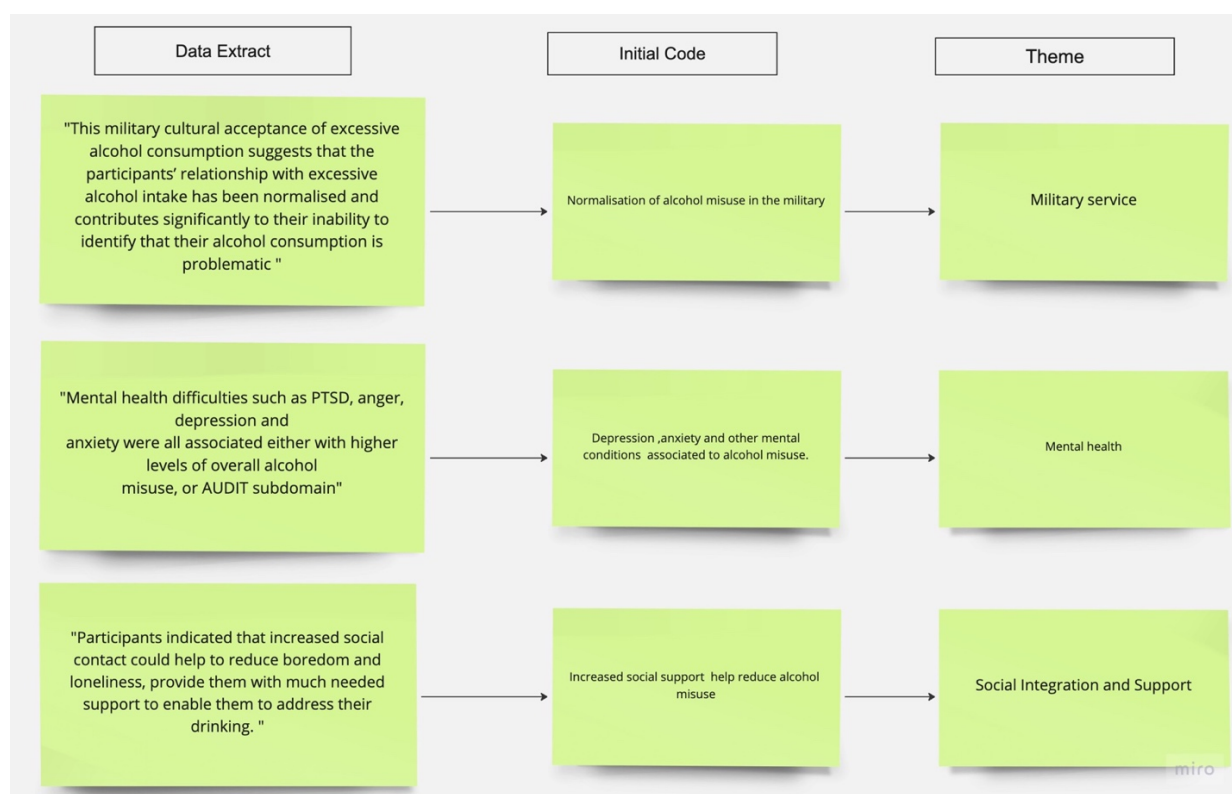 Data Extract
Initial Code
Theme
"This military cultural acceptance of excessive
alcohol consumption suggests that the
participants’ relationship with excessive
alcohol intake has been normalised and
contributes significantly to their inability to
identify that their alcohol consumption is
problematic "
Normalisation of alcohol misuse in the military
Military service
"Mental health difficulties such as PTSD, anger,
depression and
anxiety were all associated either with higher
levels of overall alcohol
misuse, or AUDIT subdomain"
Depression ,anxiety and other mental
conditions  associated to alcohol misuse.
Mental health
"Participants indicated that increased social
contact could help to reduce boredom and
loneliness, provide them with much needed
support to enable them to address their
drinking. "
Increased social support  help reduce alcohol
misuse
Social Integration and Support
miro